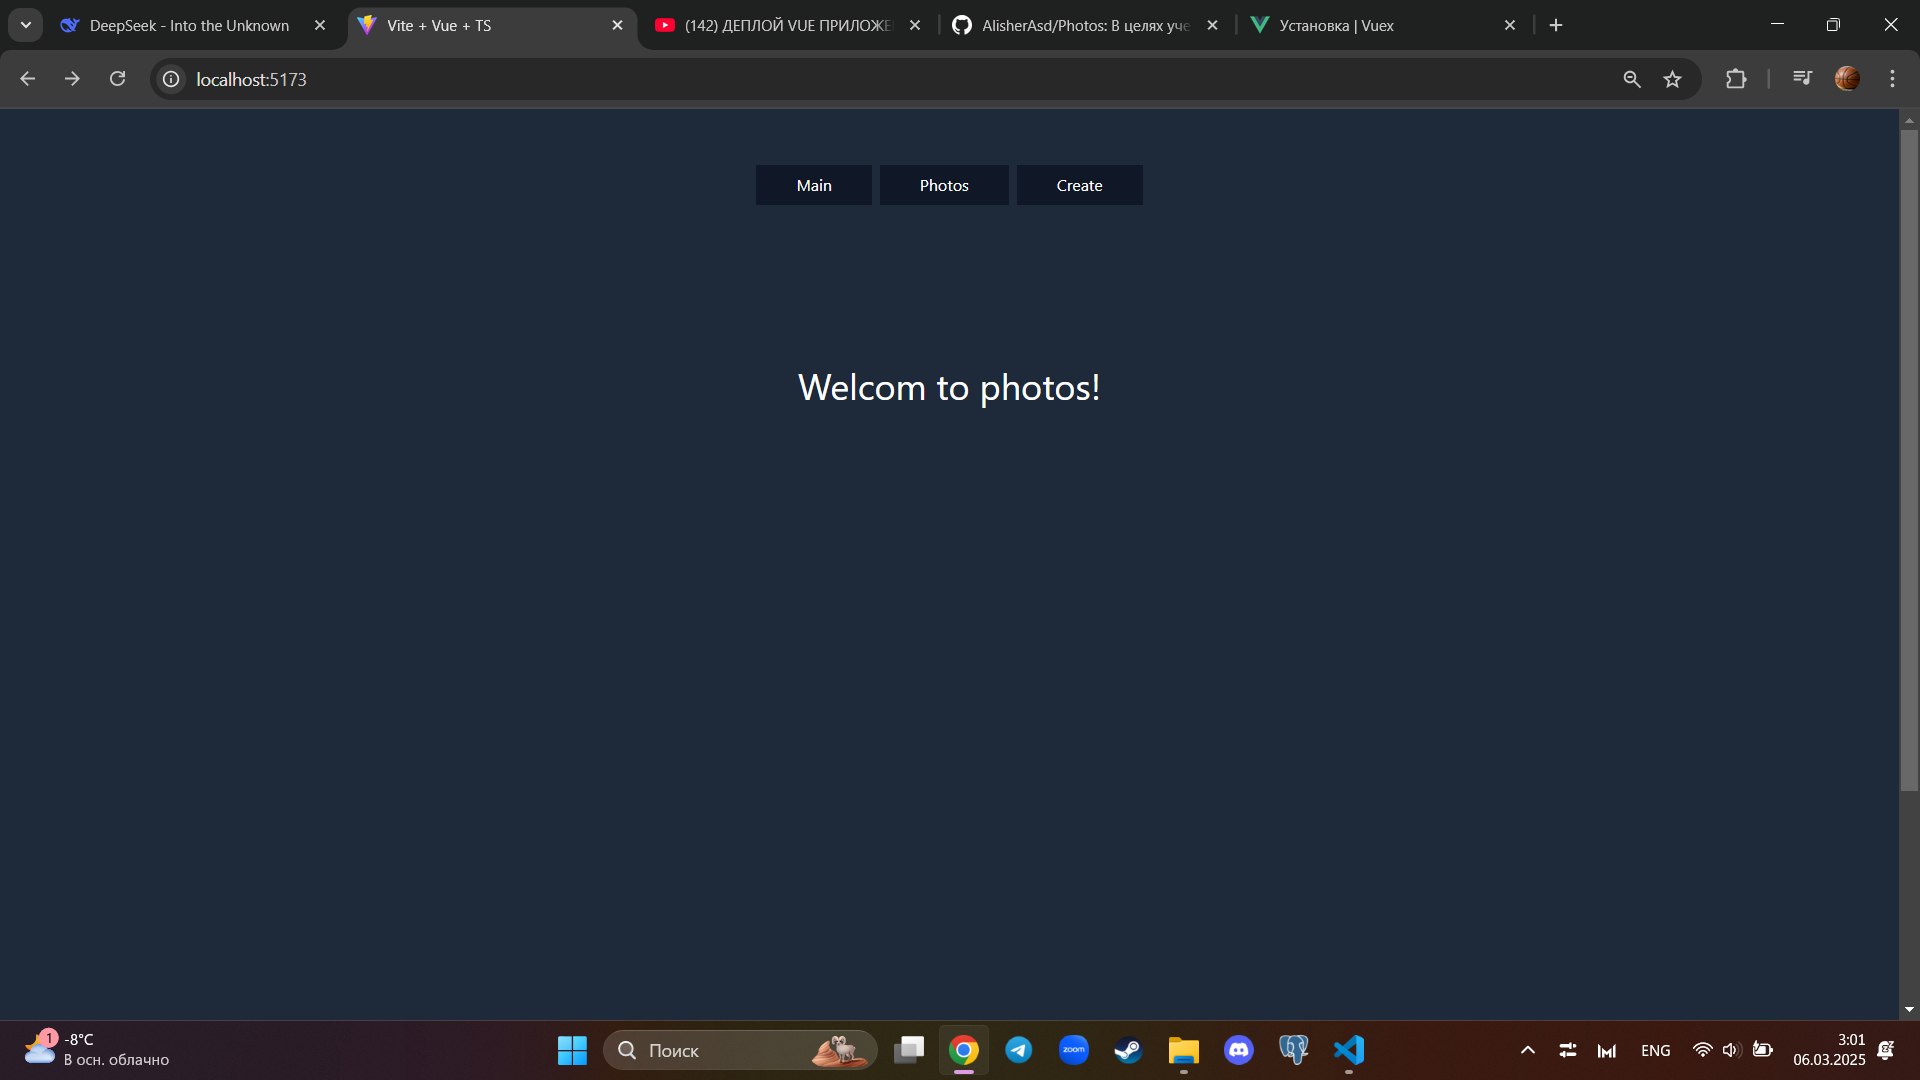 DeepSeek - Into the Unknown
Vite + Vue + TS
(142) ДЕПЛОЙ VUE ПРИЛОЖЕ
AlisherAsd/Photos: В целях уче
Установка | Vuex
localhost:5173
Main
Photos
Create
Welcom to photos!
1
-8°C
В осн. облачно
Поиск
zoom
ENG
3:01
06.03.2025